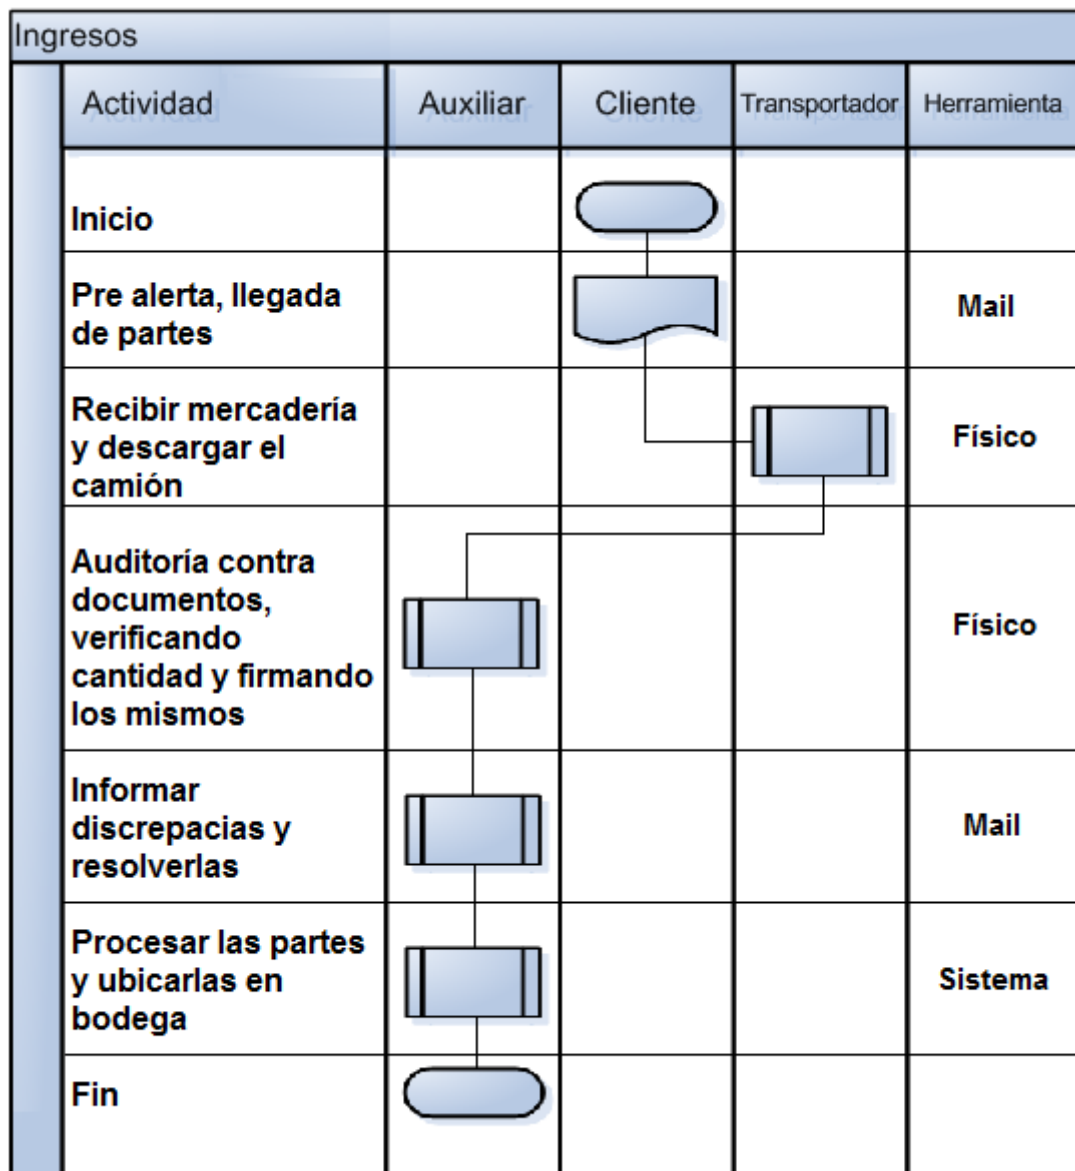 Ingresos
Actividad
Auxiliar
Cliente
Transportador
Herramienta
Inicio
Pre alerta, llegada
de partes
Mail
Recibir mercadería
y descargar el
camión
Físico
Auditoría contra
documentos,
verificando
cantidad y firmando
los mismos
Físico
Informar
discrepacias y
resolverlas
Mail
Procesar las partes
y ubicarlas en
bodega
Sistema
Fin